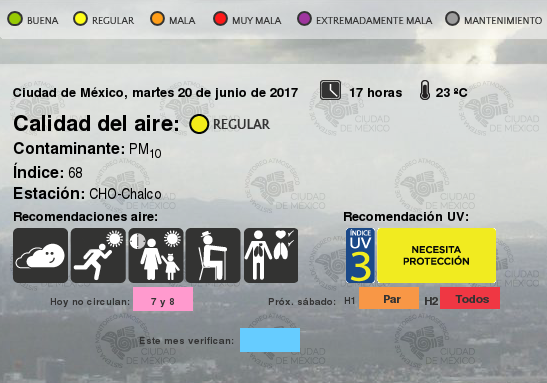 BUENA REGULAR MALA MUY MALA EXTREMADAMENTE MALA MANTENIMIENTO
Ciudad de México, martes 20 de junio de 2017 17 horas 23 ºC
Calidad del aire: REGULAR
Contaminante: PM10
Índice: 68
Estación: CHO-Chalco
Recomendaciones aire: Recomendación UV:
ÍNDICE
UV
3
NECESITA
PROTECCIÓN
Hoy no circulan: 7 y 8 Próx. sábado: H1 Par H2 Todos
Este mes verifican:
CIUDAD
DE MÉXICO